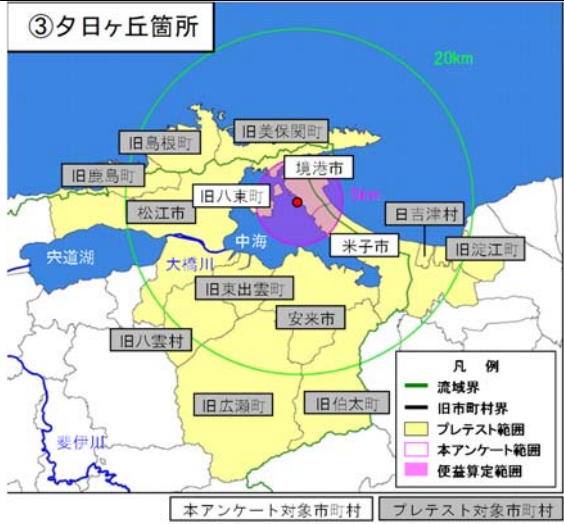 ③夕日ヶ丘箇所
20km
旧美保関町
旧島根町
境港市
旧鹿島町
旧八束町
5km
松江市
日吉津村
中海
米子市
宍道湖
大橋川
旧淀江町
旧東出雲町
安来市
旧八雲村
凡 例
流域界
旧市町村界
旧広瀬町
旧伯太町
プレテスト範囲
本アンケート範囲
斐伊川
便益算定範囲
本アンケート対象市町村
プレテスト対象市町村